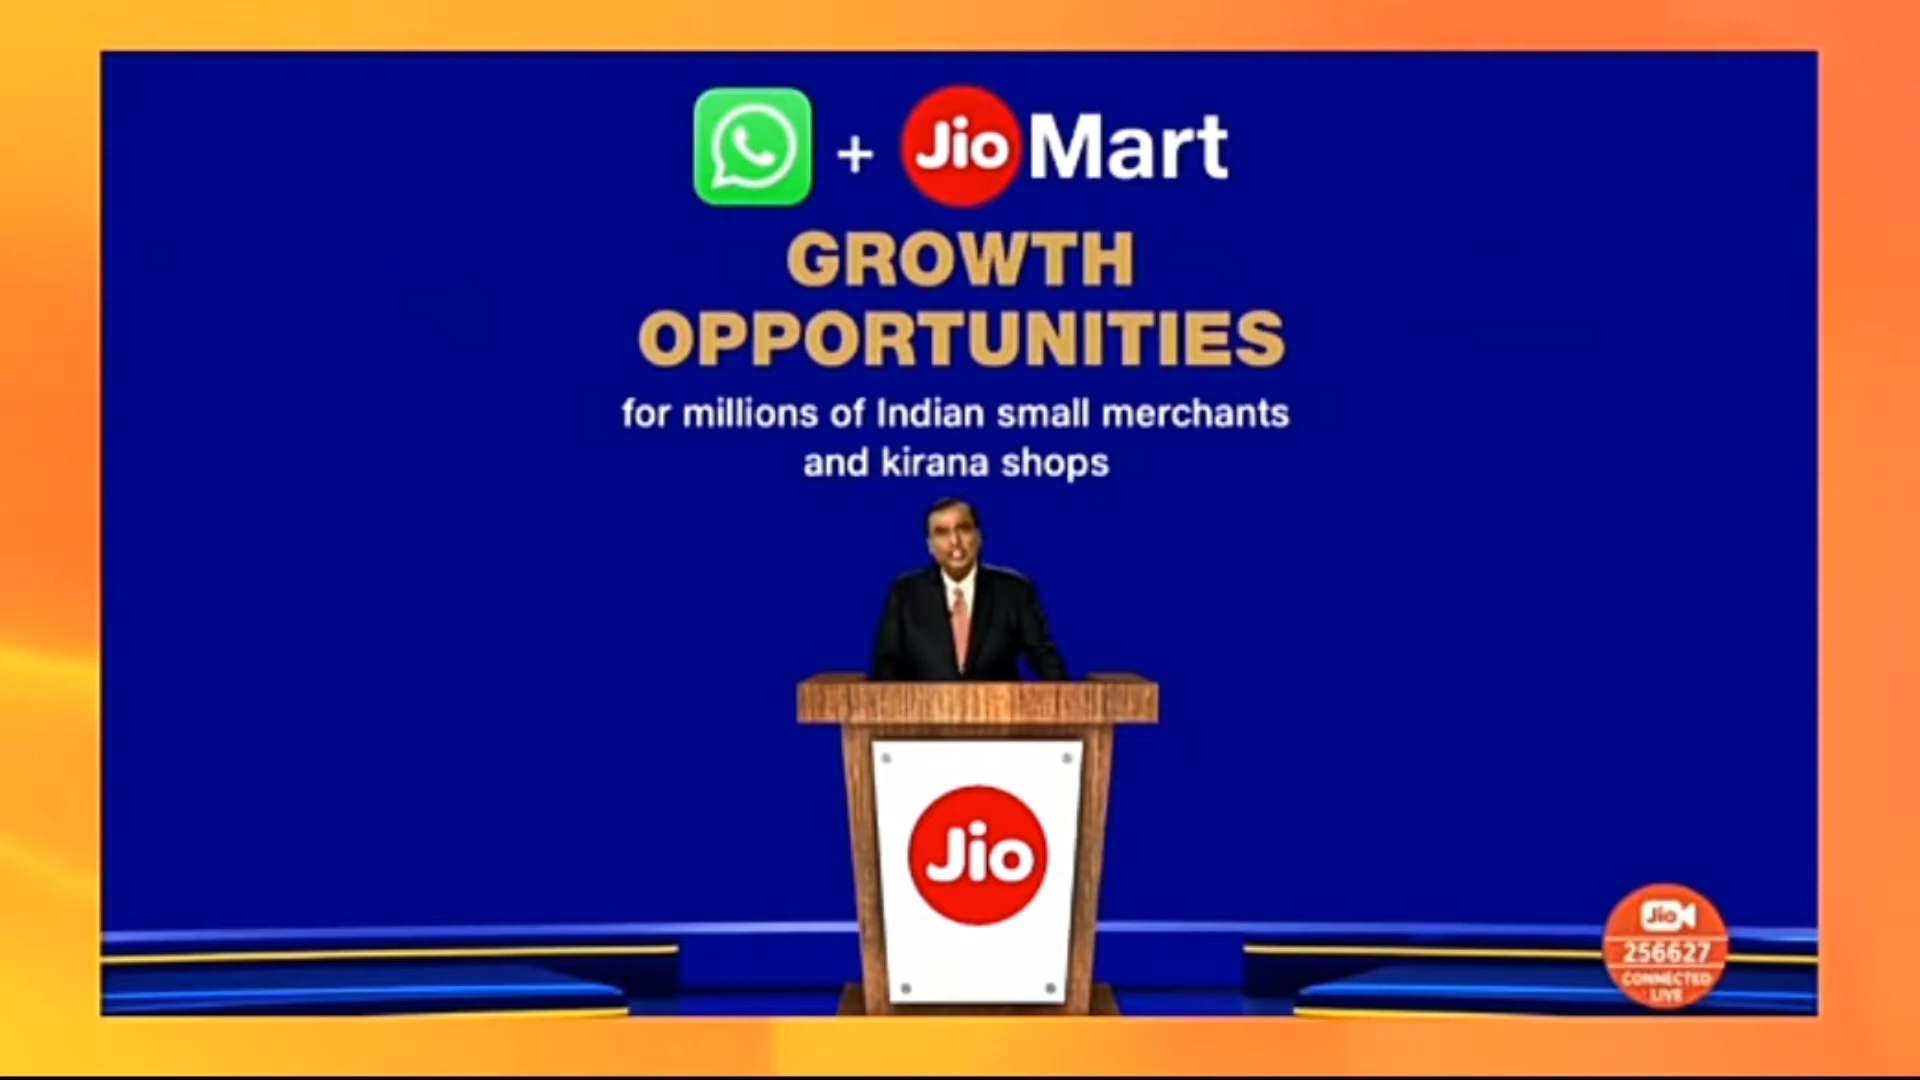 + Jio Mart
GROWTH
OPPORTUNITIES
for millions of Indian small merchants
and kirana shops
Jio
Jio
256627
CONNECTED
LIVE